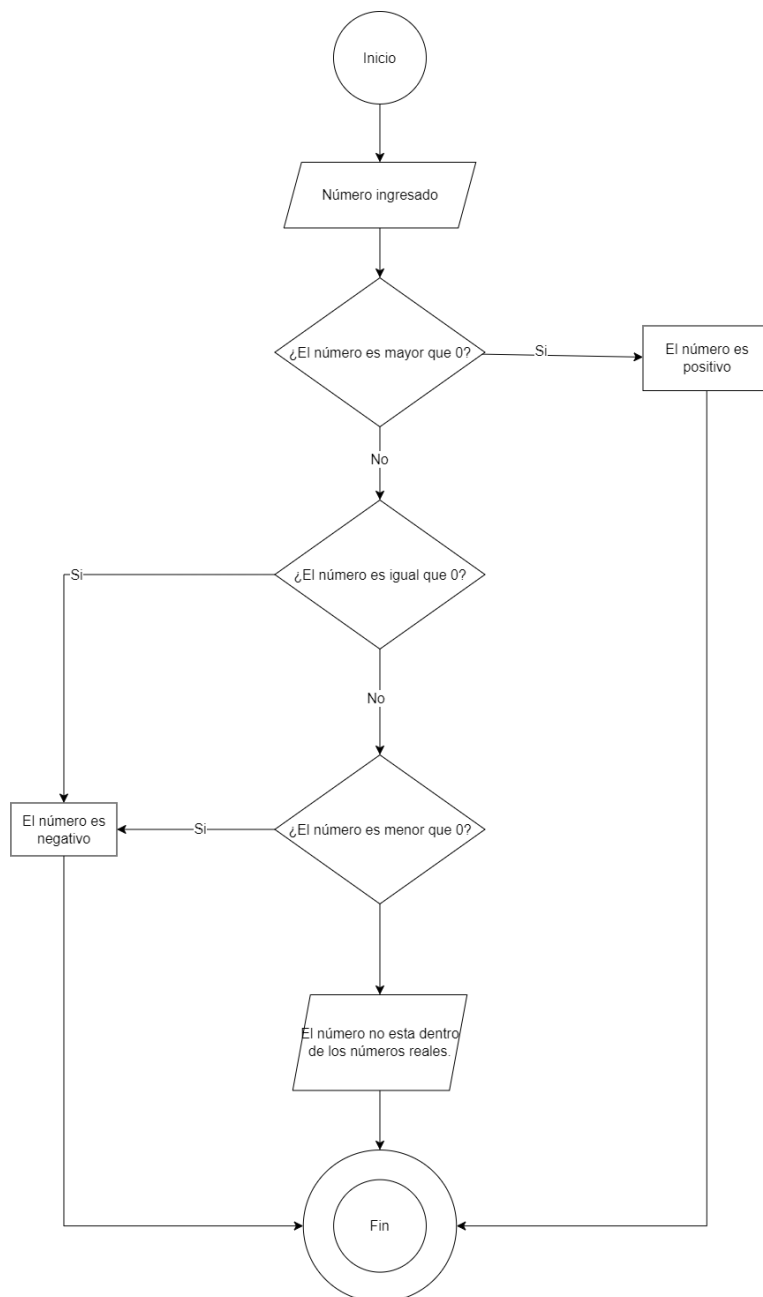 Inicio
Número ingresado
¿El número es mayor que 0?
Si
El número es
positivo
No
¿El número es igual que 0?
Si
No
El número es
negativo
Si
¿El número es menor que 0?
El número no esta dentro
de los números reales.
Fin